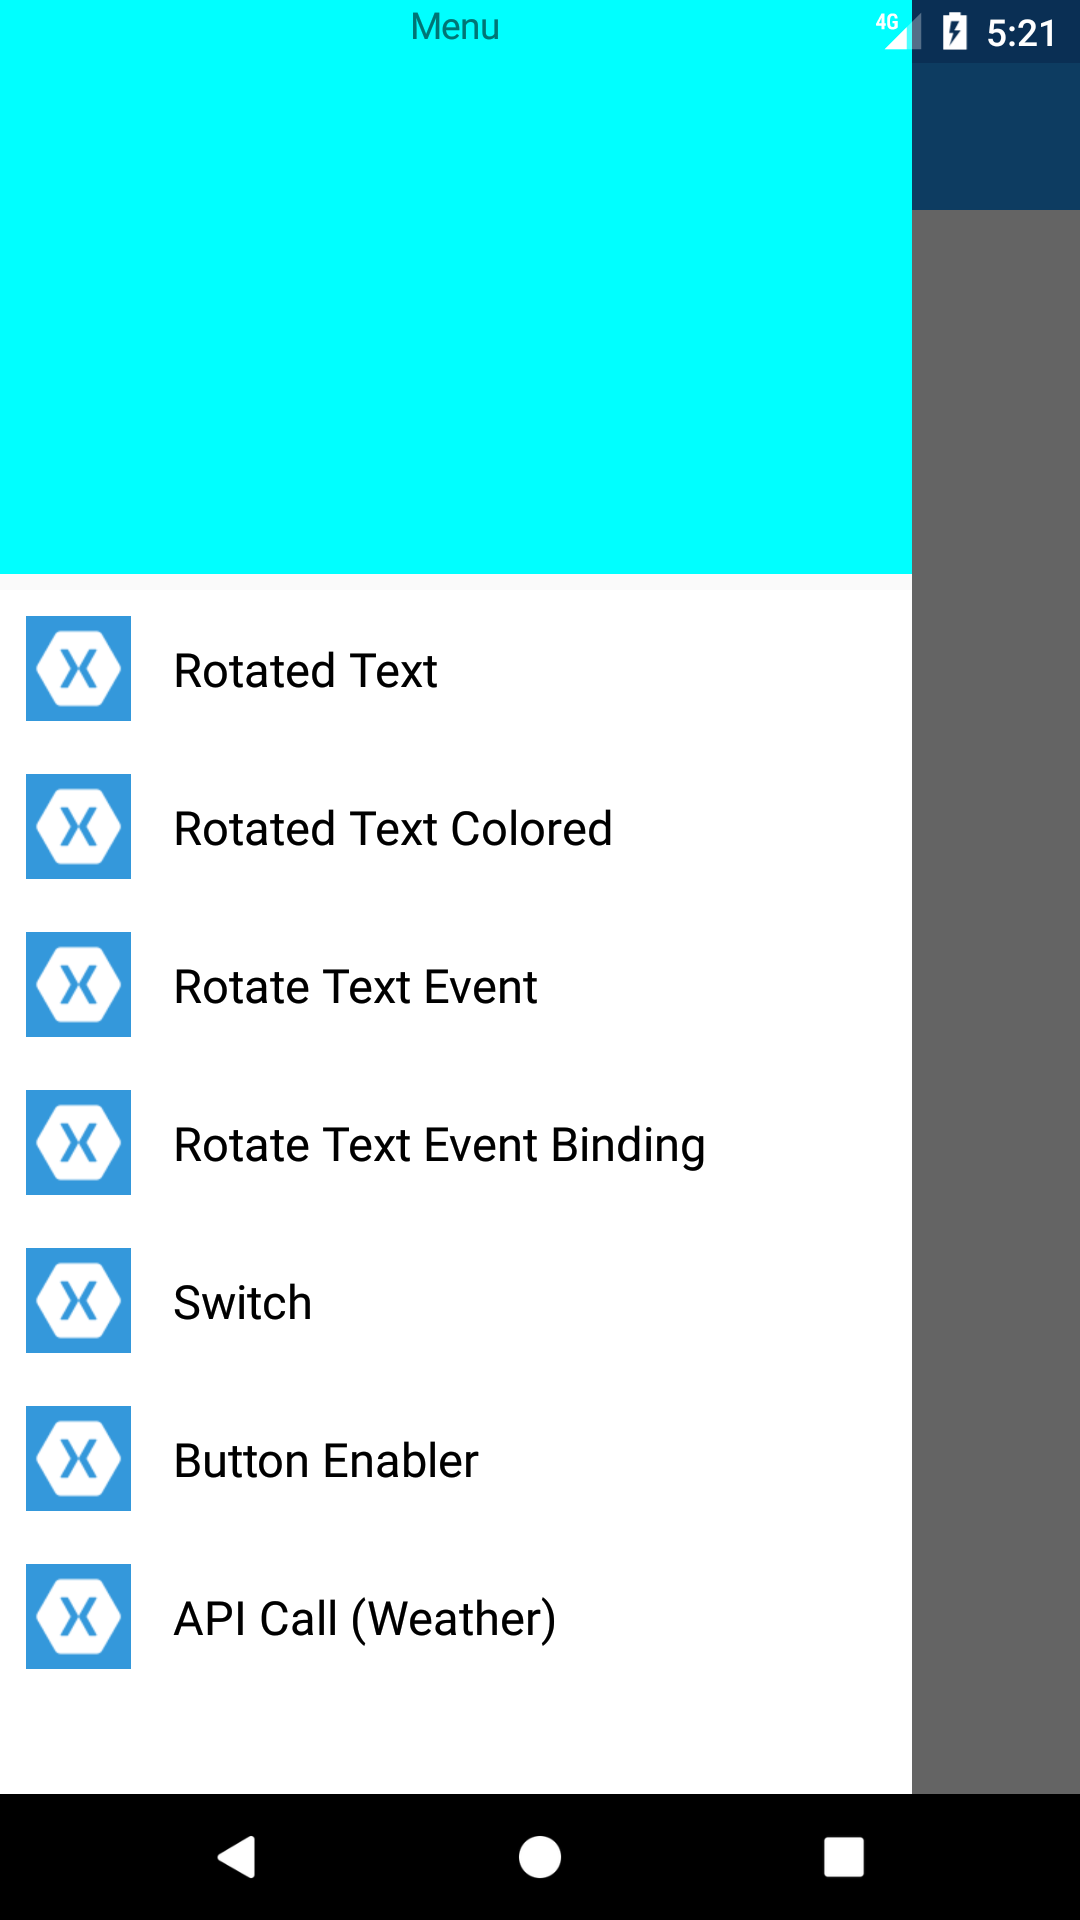 Menu
4G 5:21
Rotated Text
Rotated Text Colored
Rotate Text Event
Rotate Text Event Binding
Switch
Button Enabler
API Call (Weather)